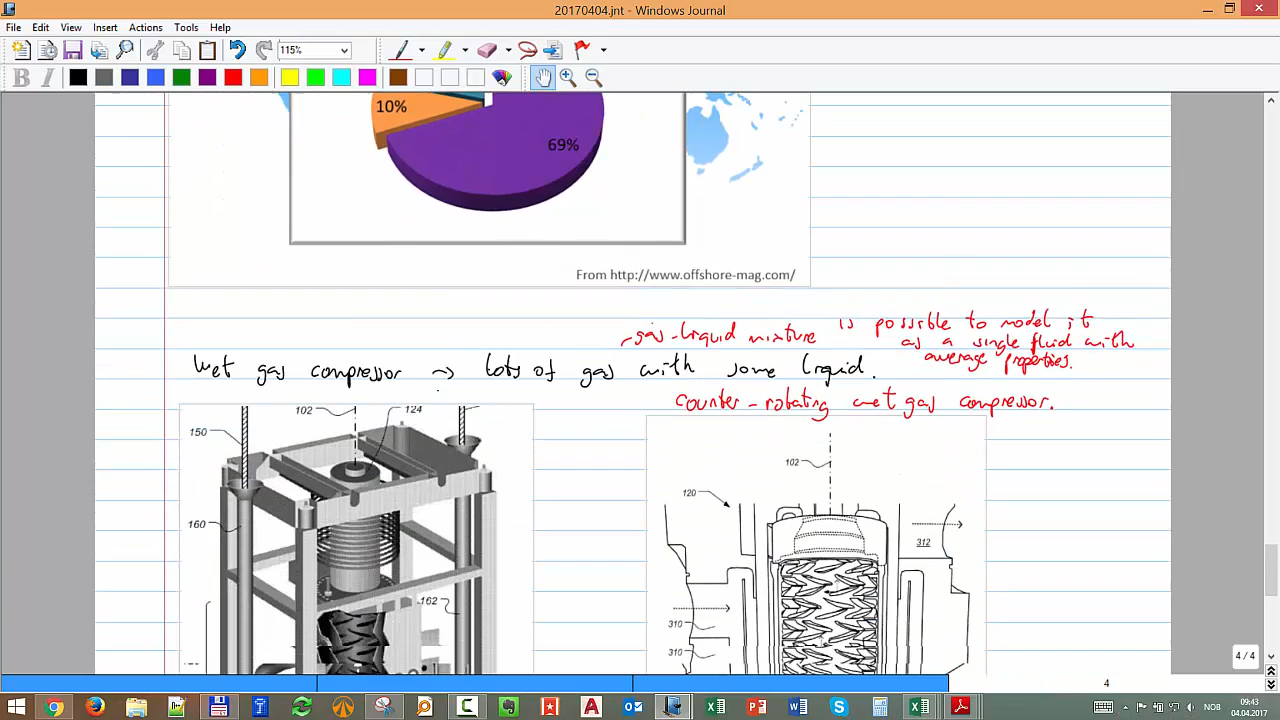 20170404.jnt - Windows Journal
File Edit View Insert Actions Tools Help
115%
B I
10%
69%
From http://www.offshore-mag.com/
gas-liquid mixture is possible to model it
as a single fluid with
average properties.
Wet gas compressor → lots of gas with some liquid.
counter-rotating wet gas compressor.
102 124
150
160
162
102
120
312
310
310
4 / 4
4
NOB
09:43
04.04.2017